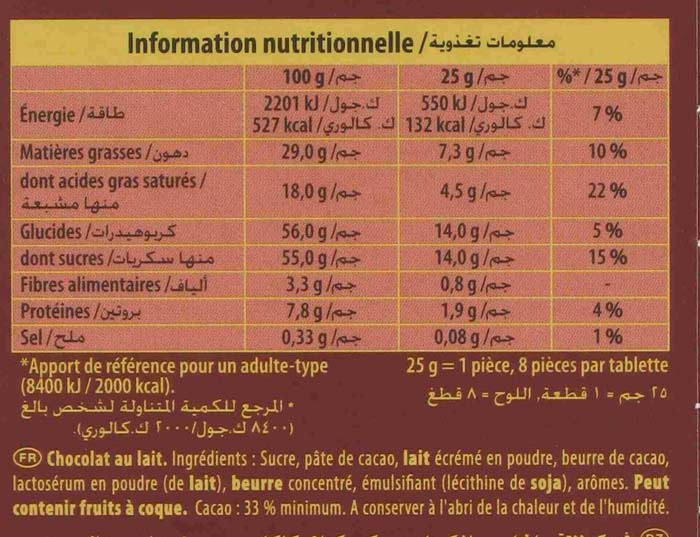 Information nutritionnelle / معلومات تغذوية
100 g / جم 25 g / جم %* / 25 g / جم
Énergie / طاقة 2201 kJ / ك.جول 527 kcal / ك. كالوري 550 kJ / ك.جول 132 kcal / ك. كالوري 7 %
Matières grasses / دهون 29,0 g / جم 7,3 g / جم 10 %
dont acides gras saturés / منها مشبعة 18,0 g / جم 4,5 g / جم 22 %
Glucides / كربوهيدرات 56,0 g / جم 14,0 g / جم 5 %
dont sucres / منها سكريات 55,0 g / جم 14,0 g / جم 15 %
Fibres alimentaires / ألياف 3,3 g / جم 0,8 g / جم -
Protéines / بروتين 7,8 g / جم 1,9 g / جم 4 %
Sel / ملح 0,33 g / جم 0,08 g / جم 1 %
*Apport de référence pour un adulte-type
(8400 kJ / 2000 kcal).
* المرجع للكمية المتناولة لشخص بالغ
(٨٤٠٠ ك.جول/٢٠٠٠ ك.كالوري).
25 g = 1 pièce, 8 pièces par tablette
٢٥ جم = ١ قطعة, اللوح = ٨ قطع
FR Chocolat au lait. Ingrédients : Sucre, pâte de cacao, lait écrémé en poudre, beurre de cacao,
lactosérum en poudre (de lait), beurre concentré, émulsifiant (lécithine de soja), arômes. Peut
contenir fruits à coque. Cacao : 33 % minimum. A conserver à l'abri de la chaleur et de l'humidité.